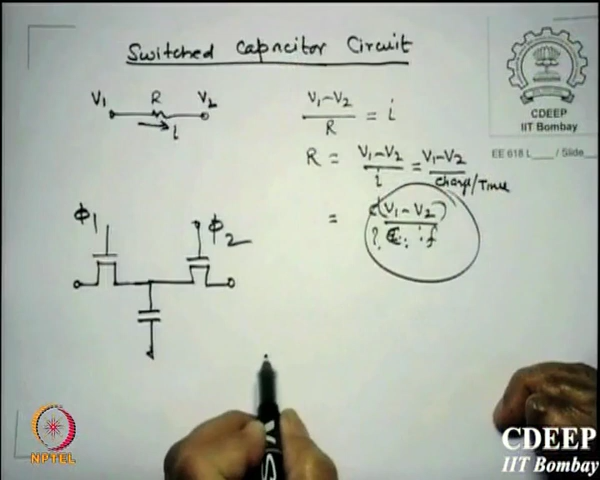 Switched Capacitor Circuit
CDEEP
IIT Bombay
EE 618 L___ / Slide
V1 R V2
i
V1-V2 / R = i
R = V1-V2 / i = V1-V2 / Charge/Time
= (V1-V2)
ϕ1 ϕ2
NPTEL
CDEEP
IIT Bombay